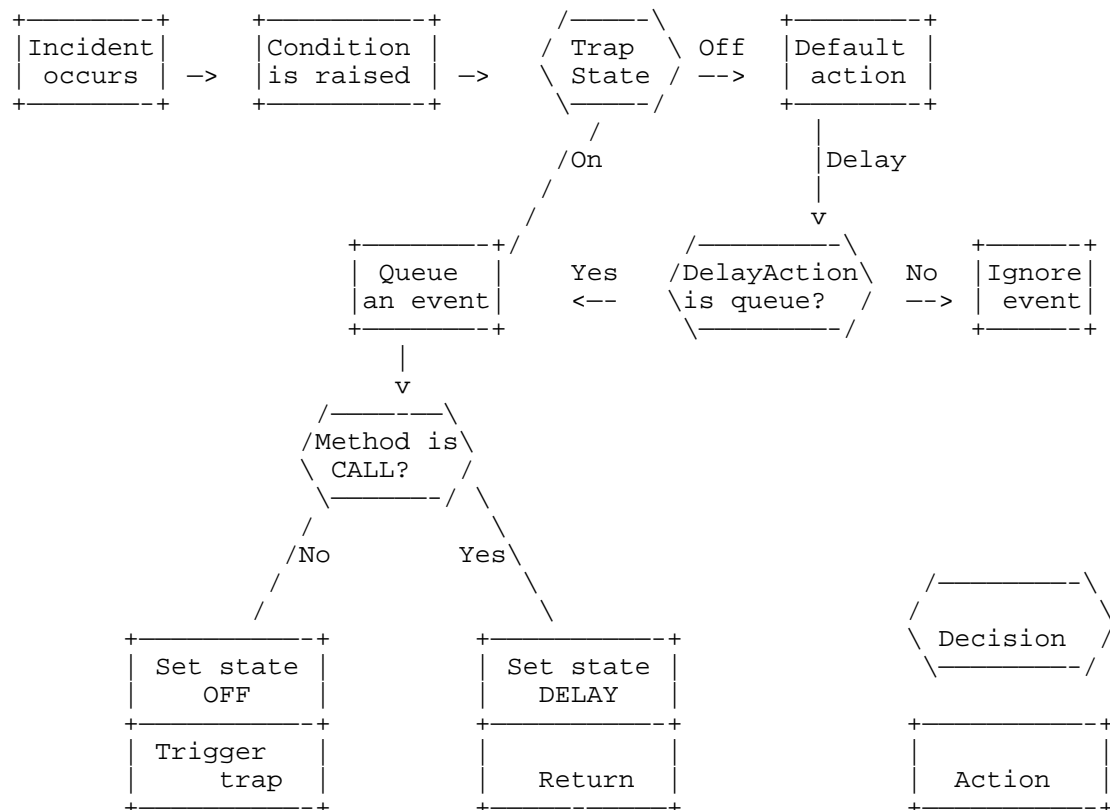 Incident
occurs
Condition
is raised
Trap
State
Off
Default
action
On
Delay
Queue
an event
Yes
DelayAction
is queue?
No
Ignore
event
Method is
CALL?
No
Yes
Set state
OFF
Trigger
trap
Set state
DELAY
Return
Decision
Action